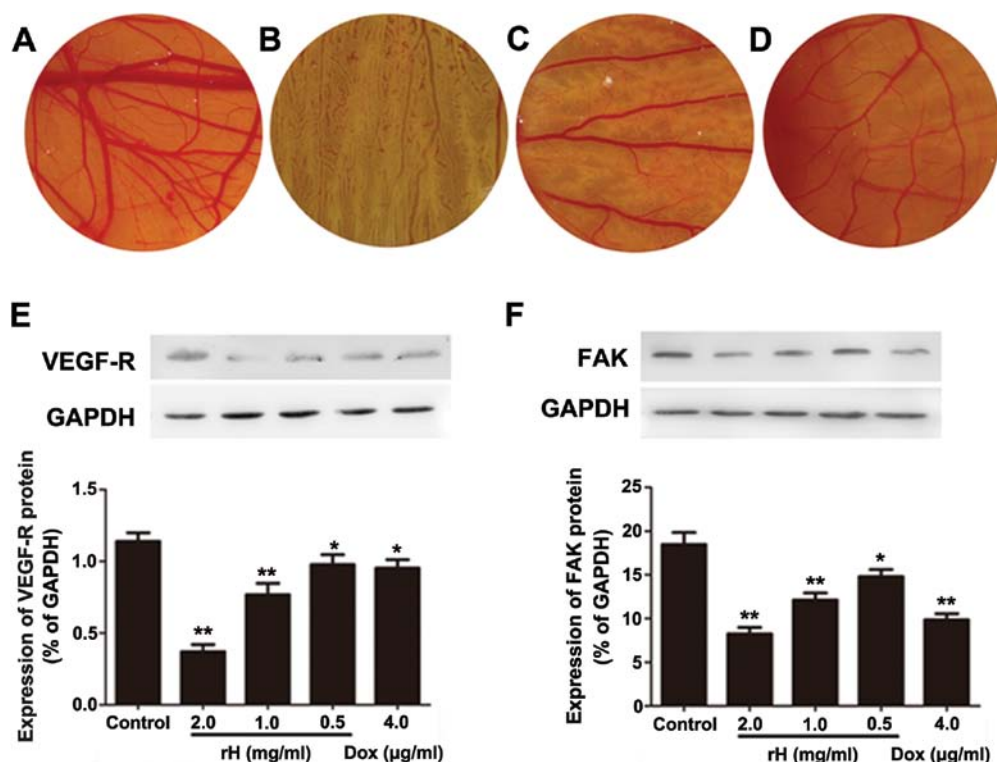 A B C D
E F
VEGF-R
GAPDH
Expression of VEGF-R protein
(% of GAPDH)
1.5
1.0
0.5
0.0
* *
**
**
Control 2.0 1.0 0.5 4.0
rH (mg/ml) Dox (µg/ml)
FAK
GAPDH
Expression of FAK protein
(% of GAPDH)
25
20
15
10
5
0
*
**
** **
Control 2.0 1.0 0.5 4.0
rH (mg/ml) Dox (µg/ml)